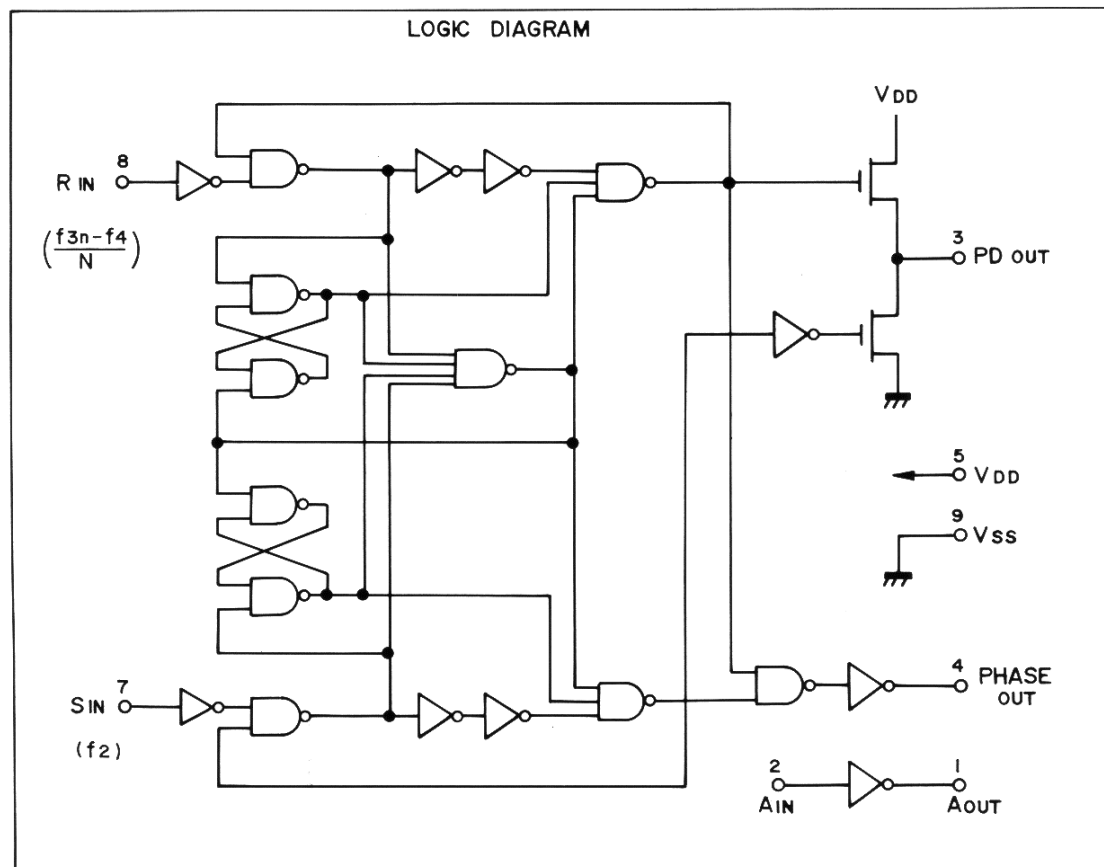 LOGIC DIAGRAM
VDD
8
R IN
(f3n-f4
N)
3
PD OUT
5
VDD
9
VSS
7
S IN
(f2)
4
PHASE
OUT
2
AIN
1
AOUT